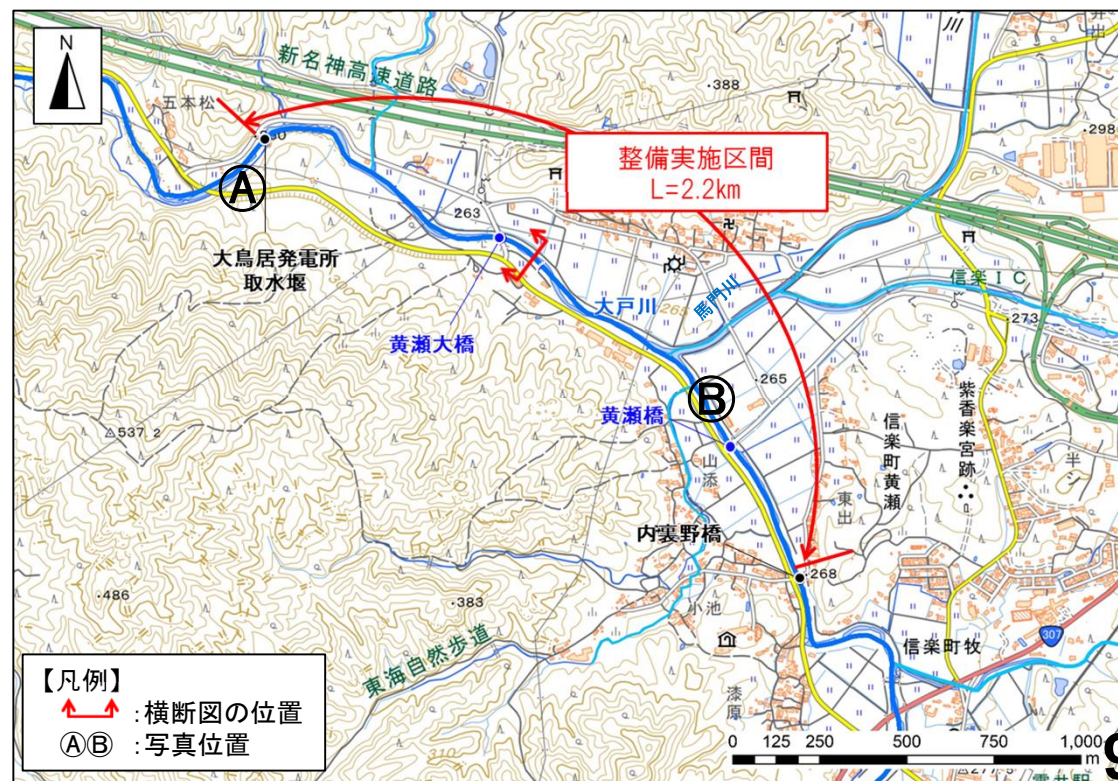 N
新名神高速道路
五本松
388
298
整備実施区間
L=2.2km
Ⓐ
263
大鳥居発電所
取水堰
大戸川
265
馬門川
信楽IC
273
黄瀬大橋
265
黄瀬橋
Ⓑ
紫香楽宮跡
信楽町黄瀬
山添
東出
537.2
内裏野橋
268
486
383
小池
307
信楽町牧
東海自然歩道
漆原
310
【凡例】
:横断図の位置
ⒶⒷ :写真位置
0 125 250 500 750 1,000
m